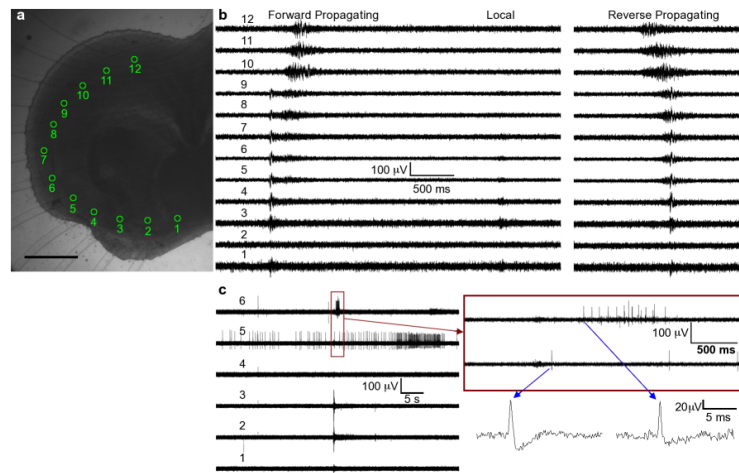 a
12
11
10
9
8
7
6
5
4
3
2
1
b
Forward Propagating
Local
Reverse Propagating
12
11
10
9
8
7
6
5
4
3
2
1
100 μV
500 ms
c
6
5
4
3
2
1
100 μV
5 s
100 μV
500 ms
20μV
5 ms